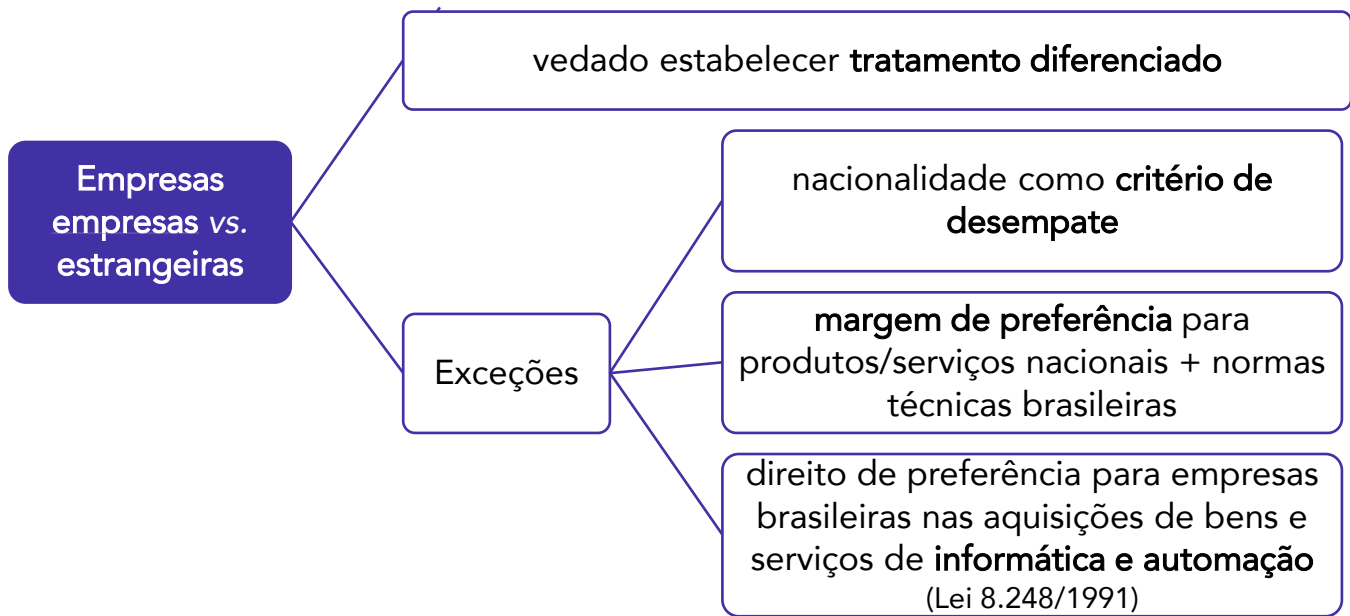 vedado estabelecer tratamento diferenciado
Empresas
empresas vs.
estrangeiras
Exceções
nacionalidade como critério de
desempate
margem de preferência para
produtos/serviços nacionais + normas
técnicas brasileiras
direito de preferência para empresas
brasileiras nas aquisições de bens e
serviços de informática e automação
(Lei 8.248/1991)